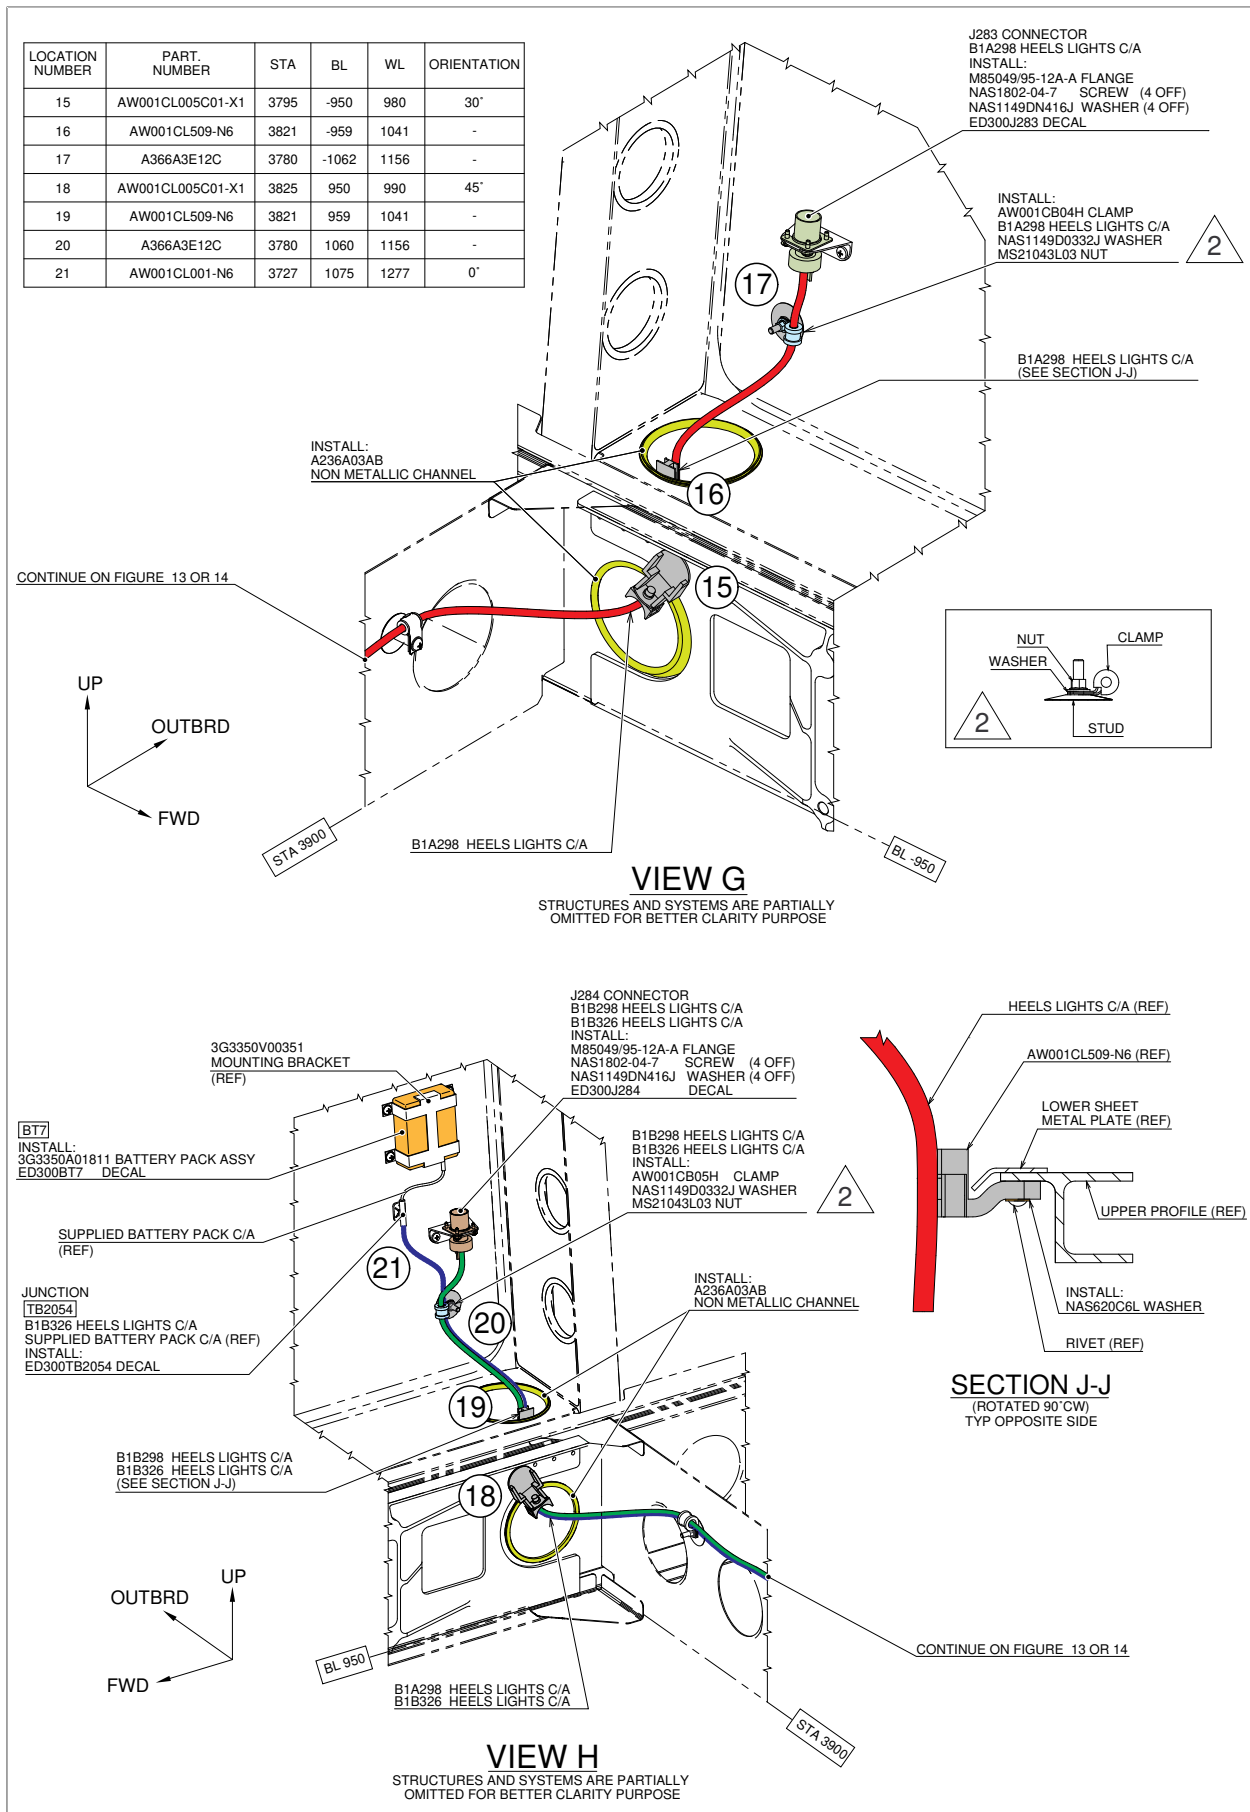 LOCATION NUMBER PART. NUMBER STA BL WL ORIENTATION
15 AW001CL005C01-X1 3795 -950 980 30°
16 AW001CL509-N6 3821 -959 1041 -
17 A366A3E12C 3780 -1062 1156 -
18 AW001CL005C01-X1 3825 950 990 45°
19 AW001CL509-N6 3821 959 1041 -
20 A366A3E12C 3780 1060 1156 -
21 AW001CL001-N6 3727 1075 1277 0°
J283 CONNECTOR
B1A298 HEELS LIGHTS C/A
INSTALL:
M85049/95-12A-A FLANGE
NAS1802-04-7 SCREW (4 OFF)
NAS1149DN416J WASHER (4 OFF)
ED300J283 DECAL
INSTALL:
AW001CB04H CLAMP
B1A298 HEELS LIGHTS C/A
NAS1149D0332J WASHER
MS21043L03 NUT
2
17
B1A298 HEELS LIGHTS C/A
(SEE SECTION J-J)
INSTALL:
A236A03AB
NON METALLIC CHANNEL
16
15
CONTINUE ON FIGURE 13 OR 14
NUT
CLAMP
WASHER
2
STUD
UP
OUTBRD
FWD
STA 3900
B1A298 HEELS LIGHTS C/A
BL -950
VIEW G
STRUCTURES AND SYSTEMS ARE PARTIALLY
OMITTED FOR BETTER CLARITY PURPOSE
J284 CONNECTOR
B1B298 HEELS LIGHTS C/A
B1B326 HEELS LIGHTS C/A
INSTALL:
M85049/95-12A-A FLANGE
NAS1802-04-7 SCREW (4 OFF)
NAS1149DN416J WASHER (4 OFF)
ED300J284 DECAL
3G3350V00351
MOUNTING BRACKET
(REF)
BT7
INSTALL:
3G3350A01811 BATTERY PACK ASSY
ED300BT7 DECAL
B1B298 HEELS LIGHTS C/A
B1B326 HEELS LIGHTS C/A
INSTALL:
AW001CB05H CLAMP
NAS1149D0332J WASHER
MS21043L03 NUT
2
SUPPLIED BATTERY PACK C/A
(REF)
21
JUNCTION
TB2054
B1B326 HEELS LIGHTS C/A
SUPPLIED BATTERY PACK C/A (REF)
INSTALL:
ED300TB2054 DECAL
20
INSTALL:
A236A03AB
NON METALLIC CHANNEL
19
B1B298 HEELS LIGHTS C/A
B1B326 HEELS LIGHTS C/A
(SEE SECTION J-J)
18
HEELS LIGHTS C/A (REF)
AW001CL509-N6 (REF)
LOWER SHEET
METAL PLATE (REF)
UPPER PROFILE (REF)
INSTALL:
NAS620C6L WASHER
RIVET (REF)
SECTION J-J
(ROTATED 90°CW)
TYP OPPOSITE SIDE
UP
OUTBRD
FWD
BL 950
CONTINUE ON FIGURE 13 OR 14
B1A298 HEELS LIGHTS C/A
B1B326 HEELS LIGHTS C/A
STA 3900
VIEW H
STRUCTURES AND SYSTEMS ARE PARTIALLY
OMITTED FOR BETTER CLARITY PURPOSE